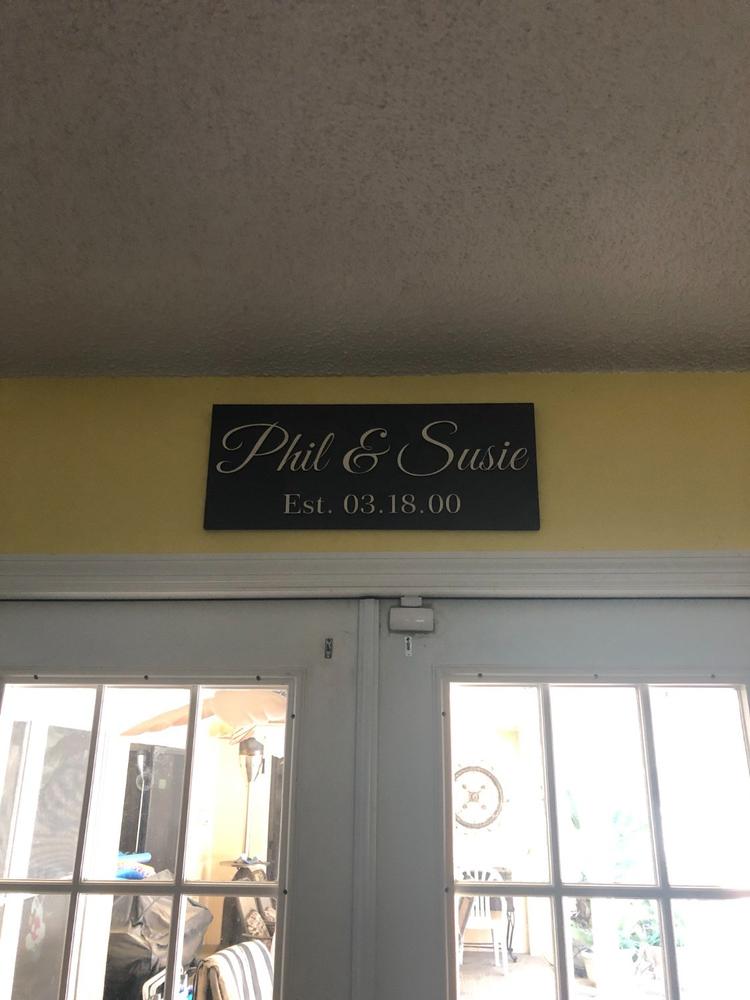 Phil & Susie
Est. 03.18.00